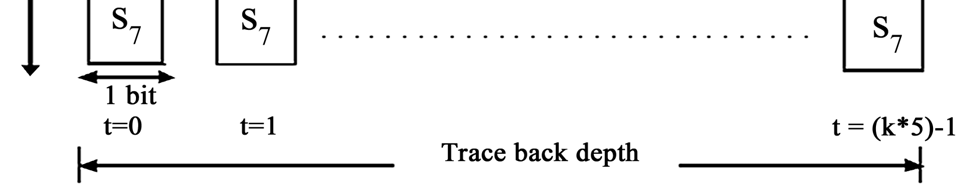 S7 S7 S7
1 bit
t=0 t=1 t = (k*5)-1
Trace back depth